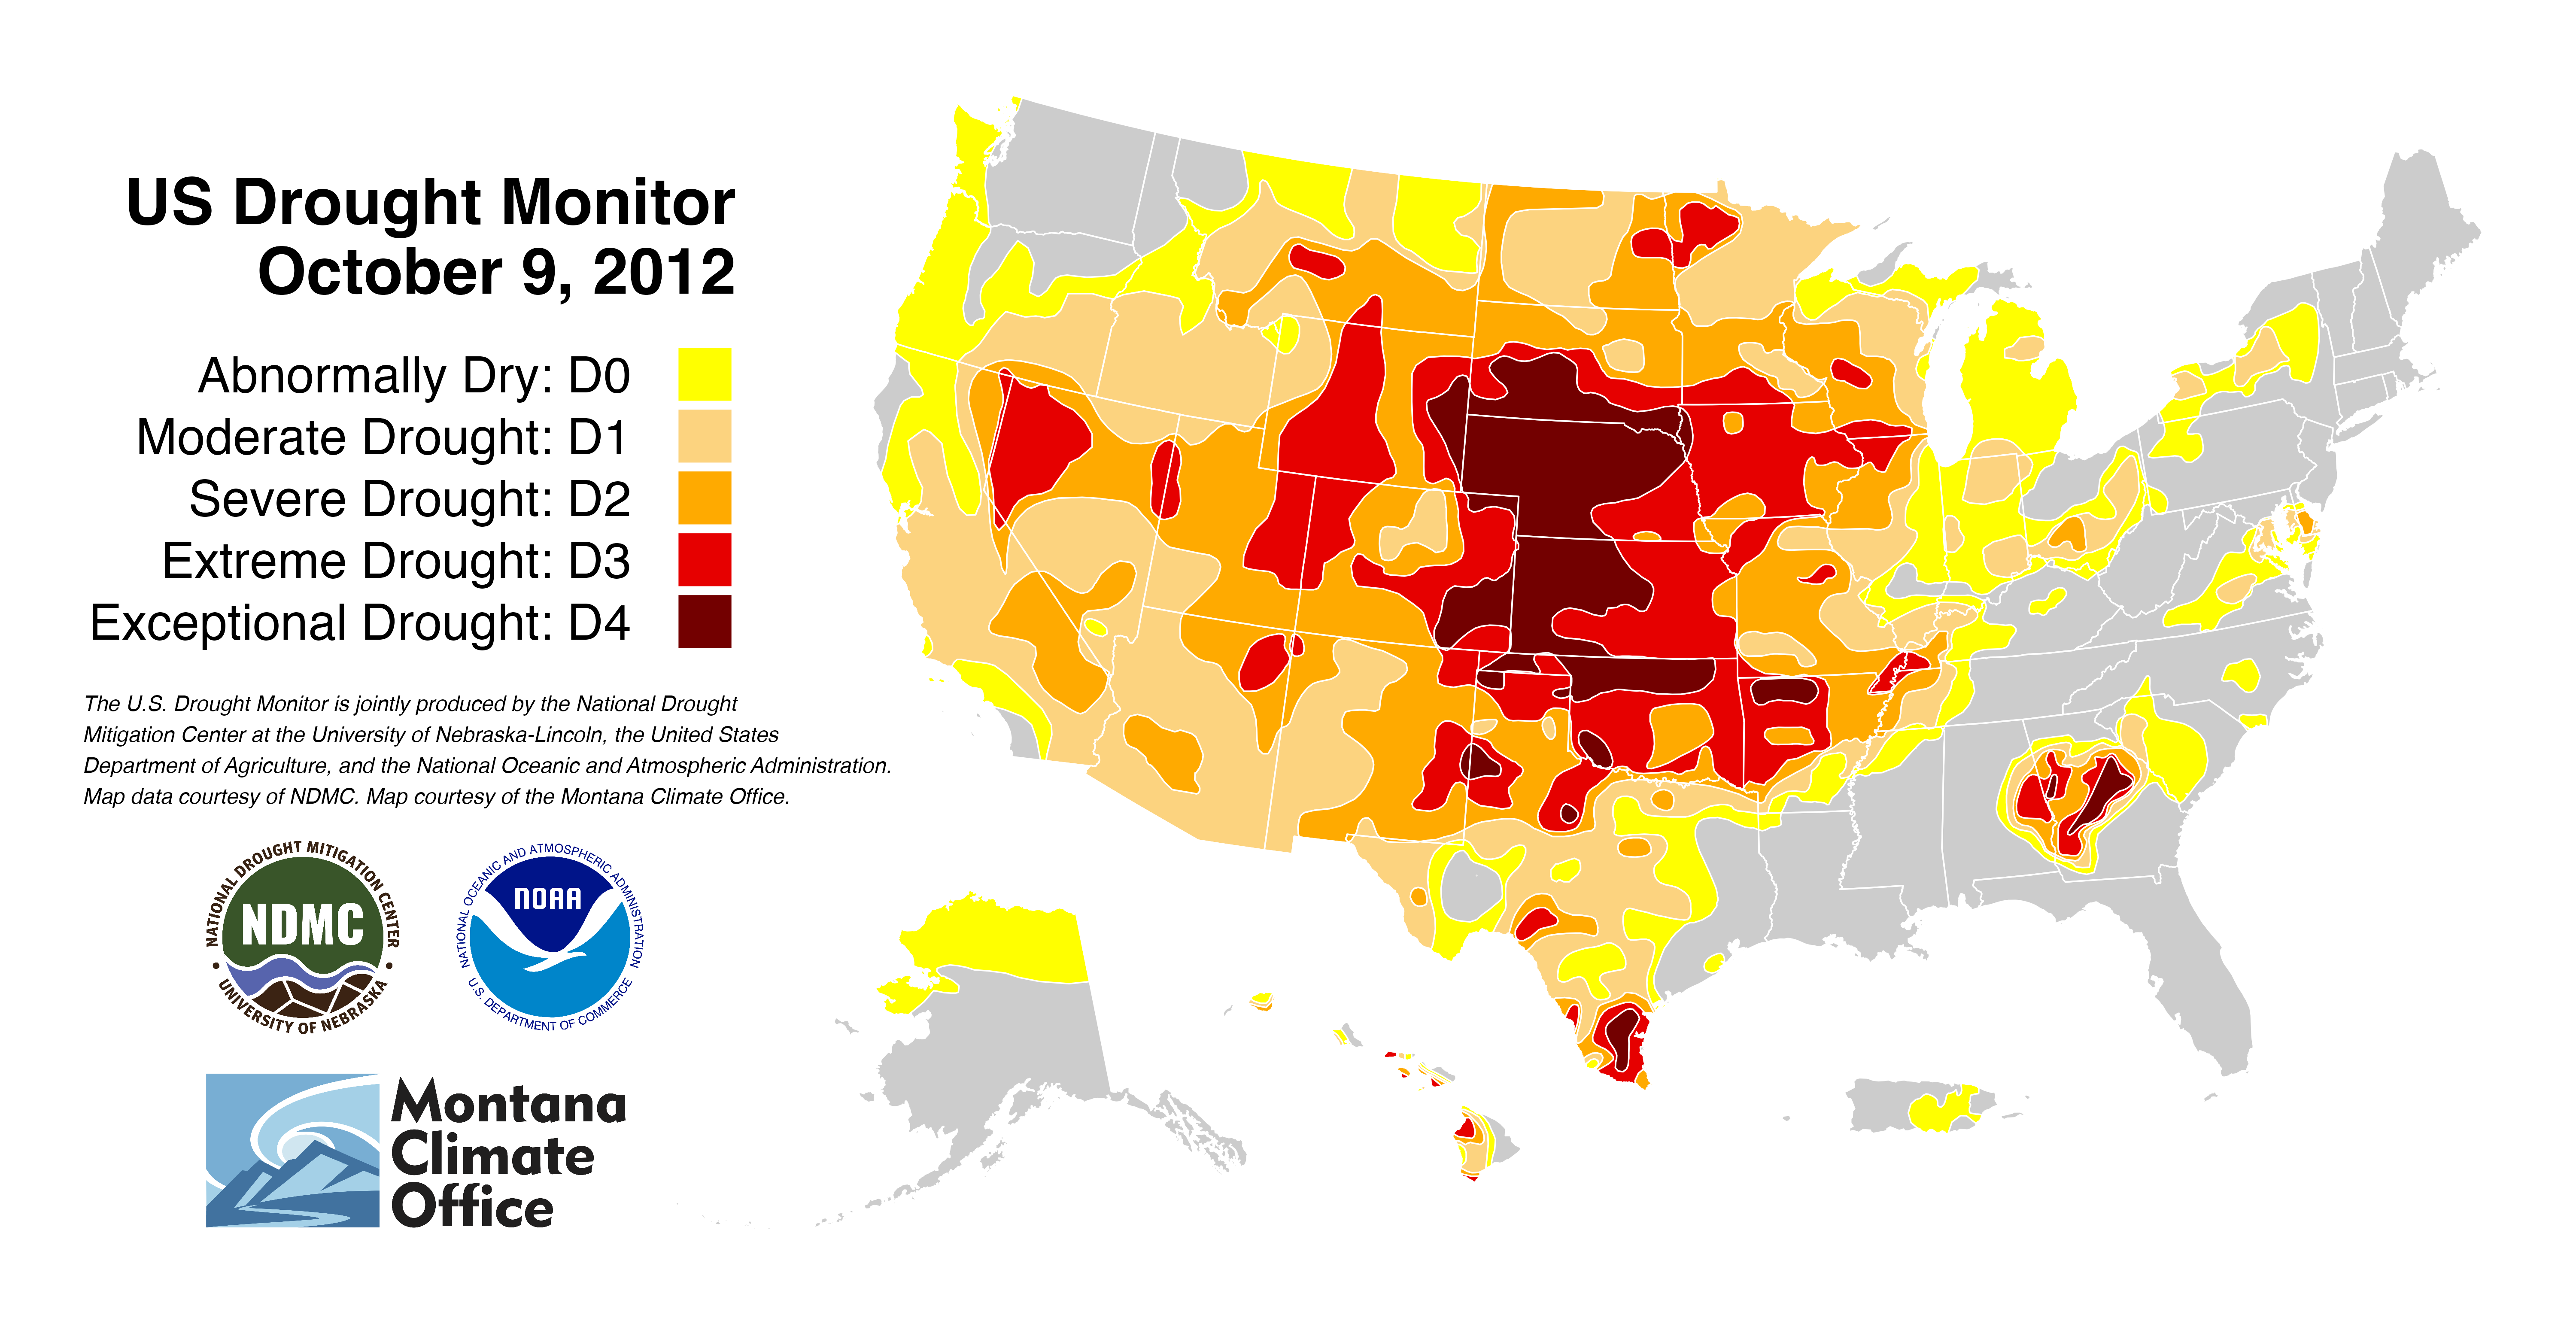 US Drought Monitor
October 9, 2012
Abnormally Dry: D0
Moderate Drought: D1
Severe Drought: D2
Extreme Drought: D3
Exceptional Drought: D4
The U.S. Drought Monitor is jointly produced by the National Drought
Mitigation Center at the University of Nebraska-Lincoln, the United States
Department of Agriculture, and the National Oceanic and Atmospheric Administration.
Map data courtesy of NDMC. Map courtesy of the Montana Climate Office.
NATIONAL DROUGHT MITIGATION CENTER
NDMC
• UNIVERSITY OF NEBRASKA •
NATIONAL OCEANIC AND ATMOSPHERIC ADMINISTRATION
NOAA
U.S. DEPARTMENT OF COMMERCE
Montana
Climate
Office